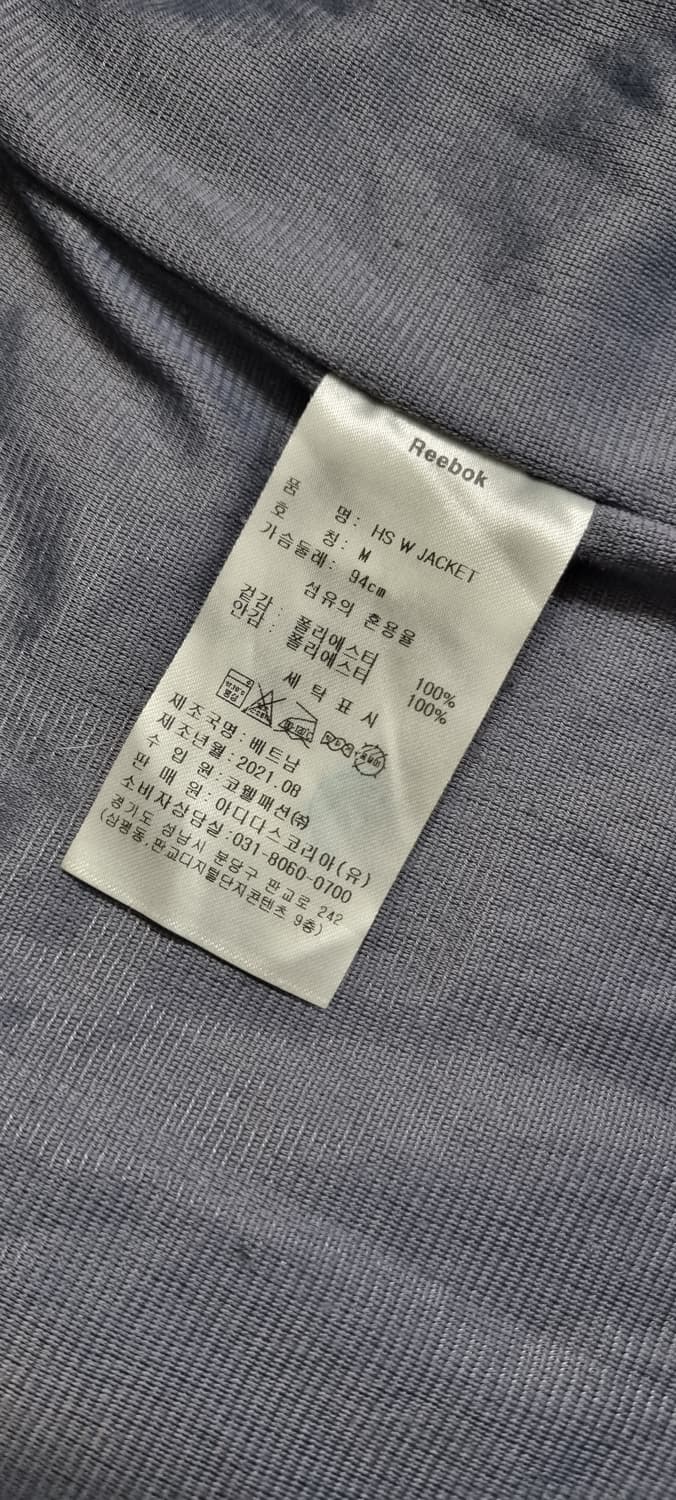 Reebok
품 명 : HS W JACKET
호 칭 : M
가슴둘레 : 94cm
섬유의 혼용율
겉감 : 폴리에스터 100%
안감 : 폴리에스터 100%
세 탁 표 시
제조국명 : 베트남
제조년월 : 2021.08
수 입 원 : 코웰패션㈜
판 매 원 : 아디다스코리아(유)
소비자상담실 : 031-8060-0700
경기도 성남시 분당구 판교로 242
(삼평동,판교디지털단지콘텐츠 9층)